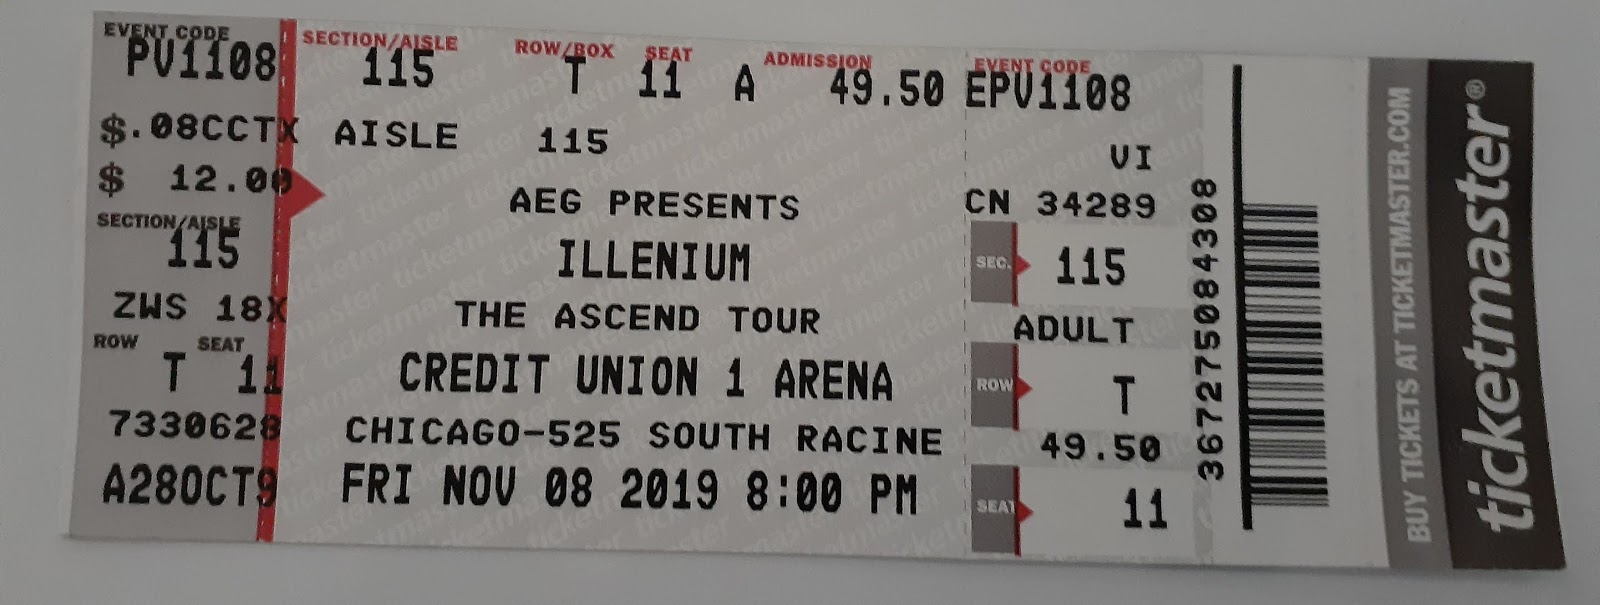 EVENT CODE
PV1108
$.08CCTX
$ 12.00
SECTION/AISLE
115
ZWS 18X
ROW SEAT
T 11
7330628
A28OCT9
SECTION/AISLE ROW/BOX SEAT ADMISSION
115 T 11 A 49.50
AISLE 115
AEG PRESENTS
ILLENIUM
THE ASCEND TOUR
CREDIT UNION 1 ARENA
CHICAGO-525 SOUTH RACINE
FRI NOV 08 2019 8:00 PM
EVENT CODE
EPV1108
VI
CN 34289
SEC. 115
ADULT
ROW T
49.50
SEAT 11
367275084308
BUY TICKETS AT TICKETMASTER.COM
ticketmaster®